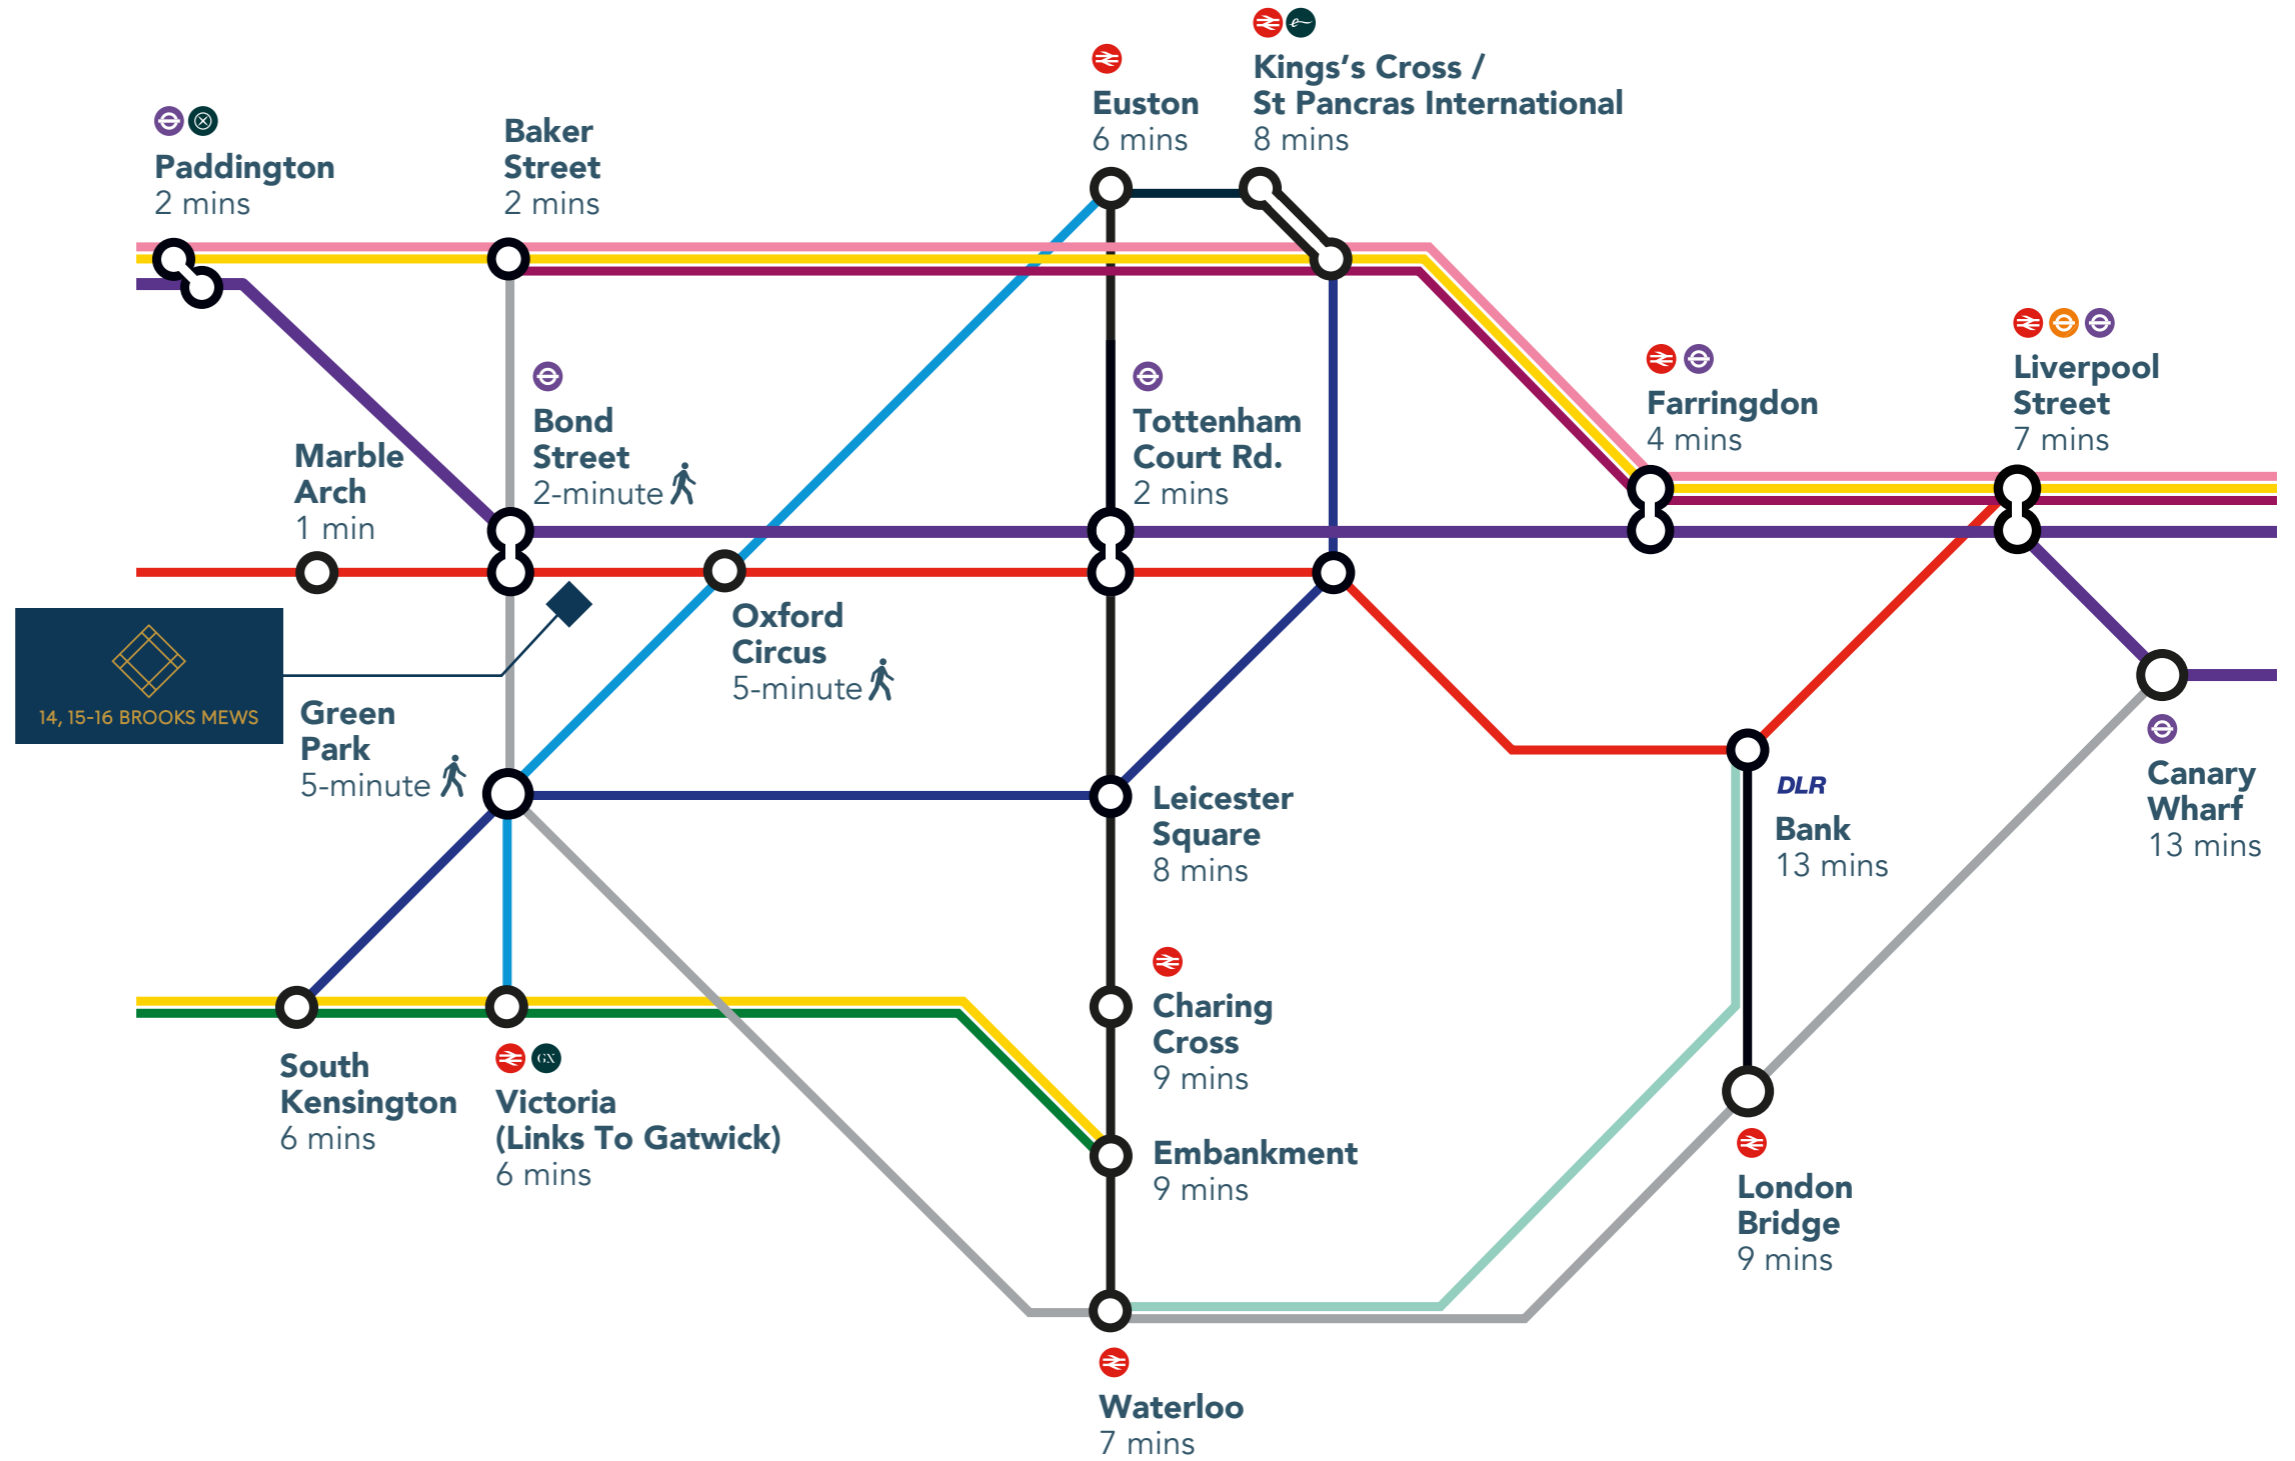 Kings's Cross /
St Pancras International
8 mins
Euston
6 mins
Baker
Street
2 mins
Paddington
2 mins
Liverpool
Street
7 mins
Farringdon
4 mins
Bond
Street
2-minute
Tottenham
Court Rd.
2 mins
Marble
Arch
1 min
Oxford
Circus
5-minute
14, 15-16 BROOKS MEWS
Green
Park
5-minute
Leicester
Square
8 mins
DLR
Bank
13 mins
Canary
Wharf
13 mins
Charing
Cross
9 mins
South
Kensington
6 mins
GX
Victoria
(Links To Gatwick)
6 mins
Embankment
9 mins
London
Bridge
9 mins
Waterloo
7 mins